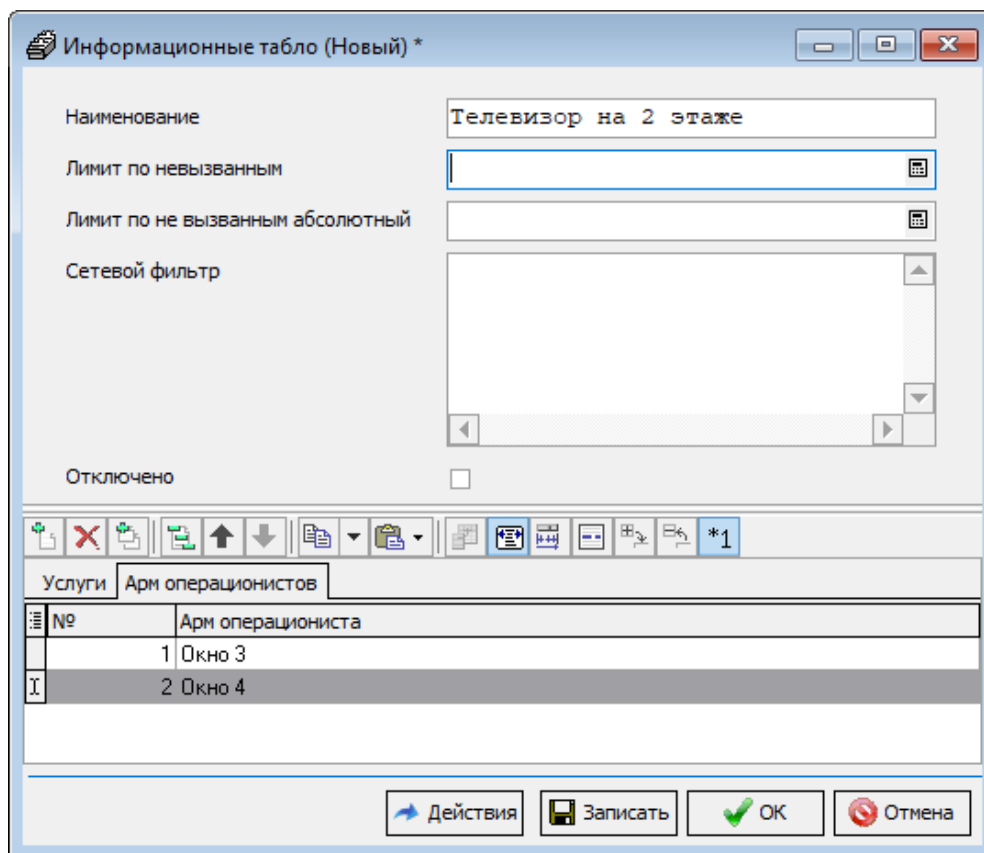 Информационные табло (Новый) *
Наименование Телевизор на 2 этаже
Лимит по невызванным
Лимит по не вызванным абсолютный
Сетевой фильтр
Отключено
*1
Услуги Арм операционистов
№ Арм операциониста
1 Окно 3
2 Окно 4
Действия Записать OK Отмена